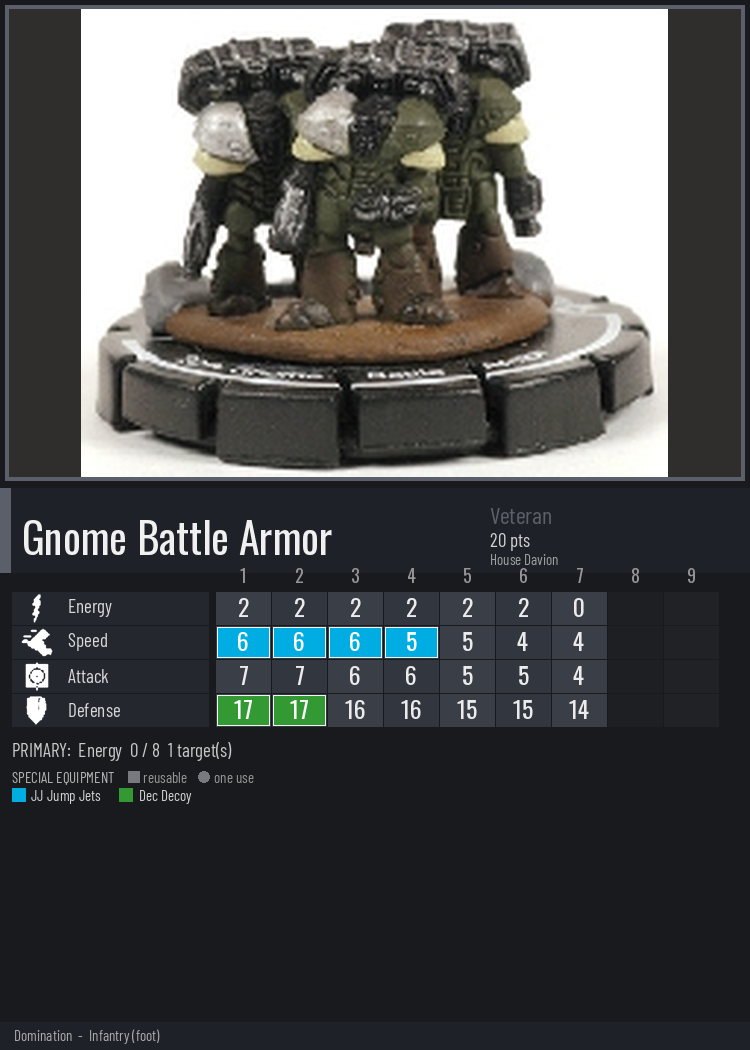 Gnome Battle Armor
Veteran
20 pts
House Davion
1 2 3 4 5 6 7 8 9
Energy 2 2 2 2 2 2 0
Speed 6 6 6 5 5 4 4
Attack 7 7 6 6 5 5 4
Defense 17 17 16 16 15 15 14
PRIMARY: Energy 0 / 8 1 target(s)
SPECIAL EQUIPMENT reusable one use
JJ Jump Jets Dec Decoy
Domination - Infantry (foot)